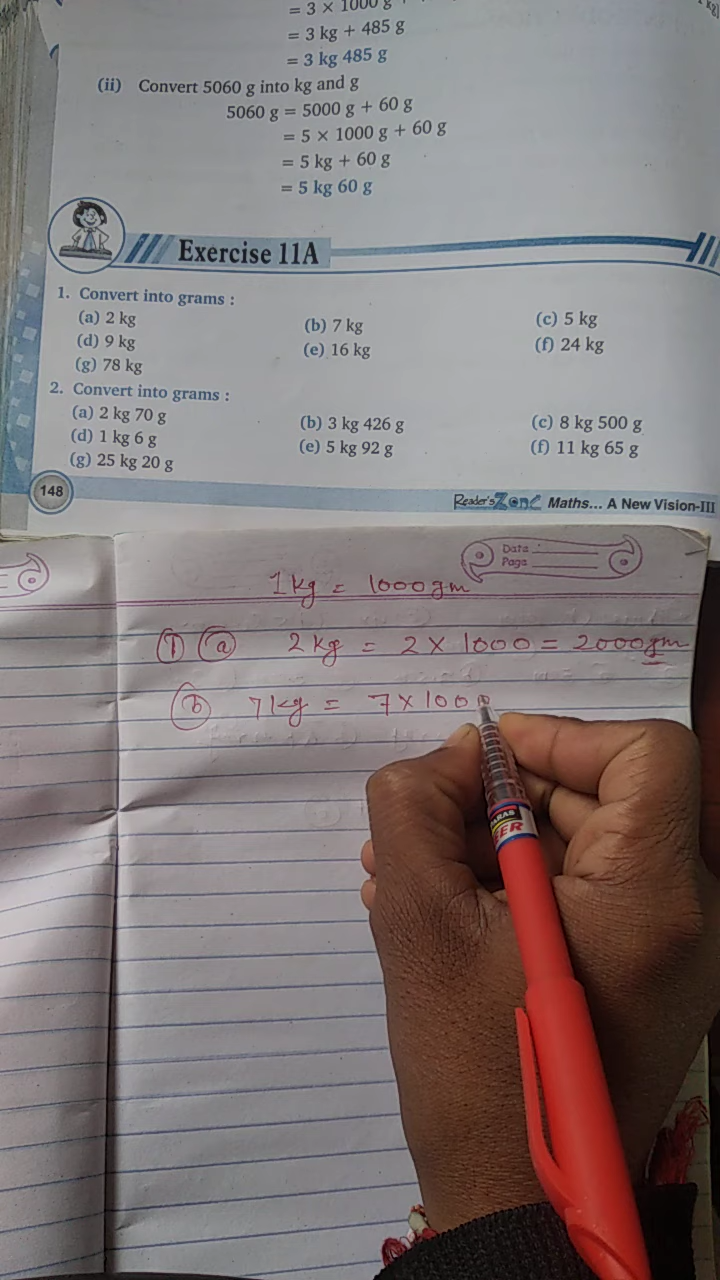 = 3 × 1000 g
= 3 kg + 485 g
= 3 kg 485 g
(ii) Convert 5060 g into kg and g
5060 g = 5000 g + 60 g
= 5 × 1000 g + 60 g
= 5 kg + 60 g
= 5 kg 60 g
Exercise 11A
1. Convert into grams :
(a) 2 kg (b) 7 kg (c) 5 kg
(d) 9 kg (e) 16 kg (f) 24 kg
(g) 78 kg
2. Convert into grams :
(a) 2 kg 70 g (b) 3 kg 426 g (c) 8 kg 500 g
(d) 1 kg 6 g (e) 5 kg 92 g (f) 11 kg 65 g
(g) 25 kg 20 g
148 Reader's Zone Maths... A New Vision-III
Date
Page
1 kg = 1000 gm
① ⓐ 2 kg = 2 × 1000 = 2000 gm
ⓑ 7 kg = 7 × 1000